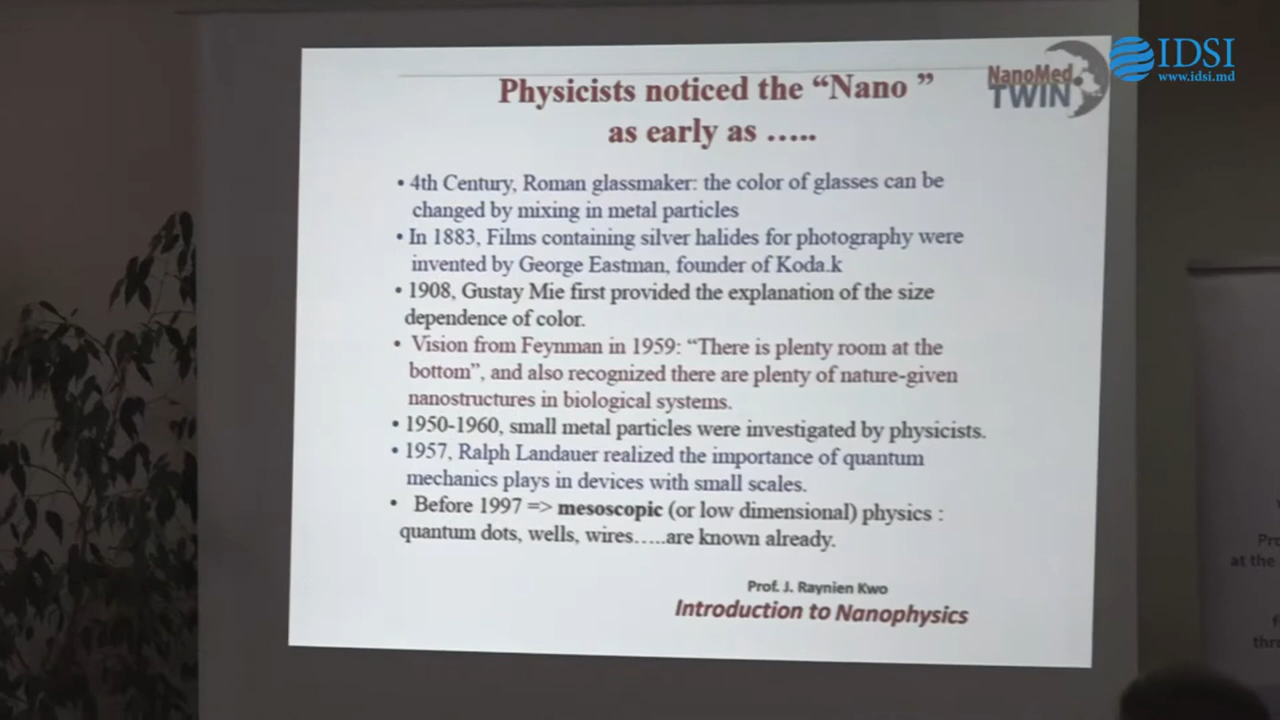 IDSI
www.idsi.md
NanoMed
TWIN
Physicists noticed the “Nano ”
as early as …..
• 4th Century, Roman glassmaker: the color of glasses can be
changed by mixing in metal particles
• In 1883, Films containing silver halides for photography were
invented by George Eastman, founder of Koda.k
• 1908, Gustay Mie first provided the explanation of the size
dependence of color.
• Vision from Feynman in 1959: “There is plenty room at the
bottom”, and also recognized there are plenty of nature-given
nanostructures in biological systems.
• 1950-1960, small metal particles were investigated by physicists.
• 1957, Ralph Landauer realized the importance of quantum
mechanics plays in devices with small scales.
• Before 1997 => mesoscopic (or low dimensional) physics :
quantum dots, wells, wires…..are known already.
Prof. J. Raynien Kwo
Introduction to Nanophysics
at the